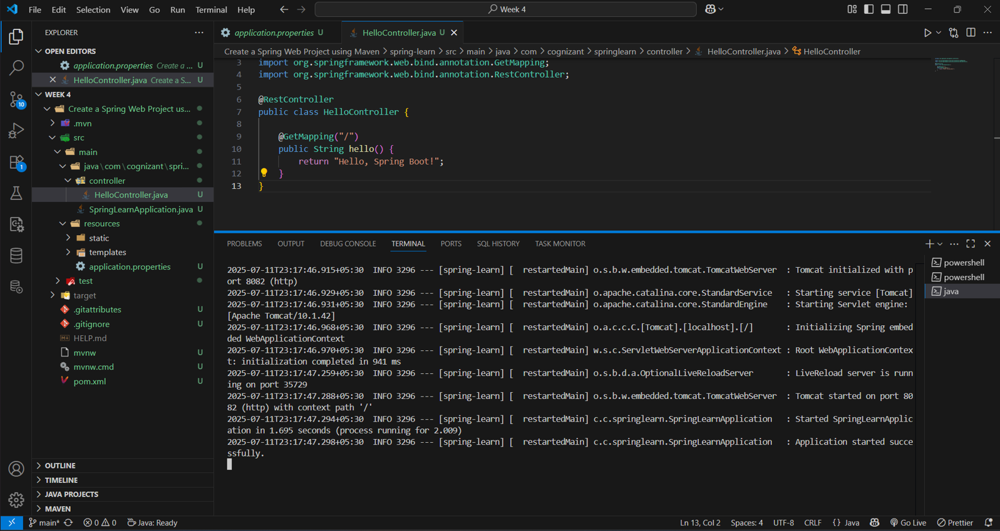 File Edit Selection View Go Run Terminal Help
Week 4
EXPLORER
OPEN EDITORS
application.properties Create a ... U
HelloController.java Create a S... U
WEEK 4
Create a Spring Web Project us...
.mvn
src
main
java\com\cognizant\spri...
controller
HelloController.java U
SpringLearnApplication.java U
resources
static
templates
application.properties U
test
target
.gitattributes U
.gitignore U
HELP.md
mvnw U
mvnw.cmd U
pom.xml U
OUTLINE
TIMELINE
JAVA PROJECTS
MAVEN
10
1
application.properties U
HelloController.java U
Create a Spring Web Project using Maven > spring-learn > src > main > java > com > cognizant > springlearn > controller > HelloController.java > HelloController
3 import org.springframework.web.bind.annotation.GetMapping;
4 import org.springframework.web.bind.annotation.RestController;
5
6 @RestController
7 public class HelloController {
8
9 @GetMapping("/")
10 public String hello() {
11 return "Hello, Spring Boot!";
12 }
13 }
PROBLEMS OUTPUT DEBUG CONSOLE TERMINAL PORTS SQL HISTORY TASK MONITOR
2025-07-11T23:17:46.915+05:30 INFO 3296 --- [spring-learn] [ restartedMain] o.s.b.w.embedded.tomcat.TomcatWebServer : Tomcat initialized with p
ort 8082 (http)
2025-07-11T23:17:46.929+05:30 INFO 3296 --- [spring-learn] [ restartedMain] o.apache.catalina.core.StandardService : Starting service [Tomcat]
2025-07-11T23:17:46.931+05:30 INFO 3296 --- [spring-learn] [ restartedMain] o.apache.catalina.core.StandardEngine : Starting Servlet engine:
[Apache Tomcat/10.1.42]
2025-07-11T23:17:46.968+05:30 INFO 3296 --- [spring-learn] [ restartedMain] o.a.c.c.C.[Tomcat].[localhost].[/] : Initializing Spring embed
ded WebApplicationContext
2025-07-11T23:17:46.970+05:30 INFO 3296 --- [spring-learn] [ restartedMain] w.s.c.ServletWebServerApplicationContext : Root WebApplicationContex
t: initialization completed in 941 ms
2025-07-11T23:17:47.259+05:30 INFO 3296 --- [spring-learn] [ restartedMain] o.s.b.d.a.OptionalLiveReloadServer : LiveReload server is runn
ing on port 35729
2025-07-11T23:17:47.288+05:30 INFO 3296 --- [spring-learn] [ restartedMain] o.s.b.w.embedded.tomcat.TomcatWebServer : Tomcat started on port 80
82 (http) with context path '/'
2025-07-11T23:17:47.294+05:30 INFO 3296 --- [spring-learn] [ restartedMain] c.c.springlearn.SpringLearnApplication : Started SpringLearnApplic
ation in 1.695 seconds (process running for 2.009)
2025-07-11T23:17:47.298+05:30 INFO 3296 --- [spring-learn] [ restartedMain] c.c.springlearn.SpringLearnApplication : Application started succe
ssfully.
powershell
powershell
java
main* 0 0 Java: Ready
Ln 13, Col 2 Spaces: 4 UTF-8 CRLF {} Java Go Live Prettier